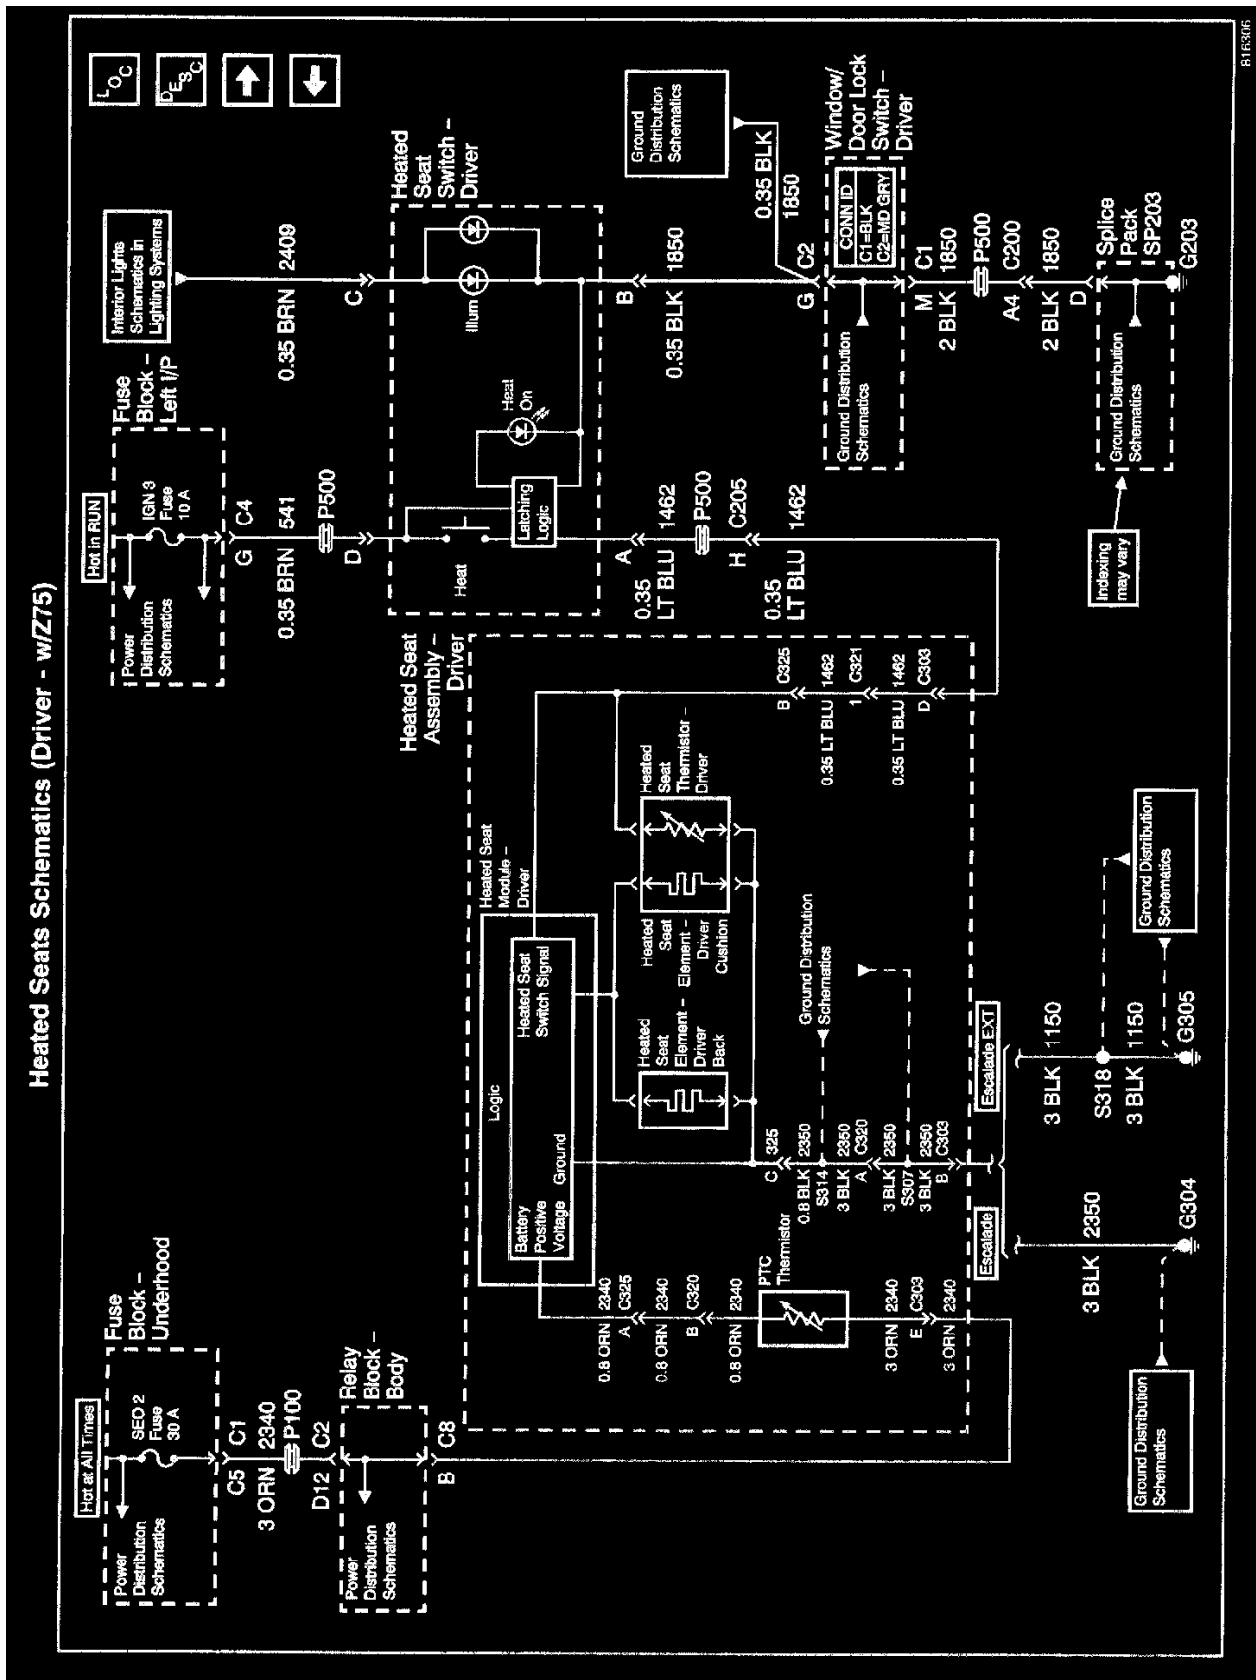 Heated Seats Schematics (Driver - w/Z75)
LOC
DESC
Hot at All Times
Fuse
Block –
Underhood
Power
Distribution
Schematics
SEO 2
Fuse
30 A
C5
C1
3 ORN
2340
P100
D12
C2
Relay
Block –
Body
Power
Distribution
Schematics
B
C8
Hot in RUN
Fuse
Block –
Left I/P
Power
Distribution
Schematics
IGN 3
Fuse
10 A
G
C4
0.35 BRN
541
P500
D
Interior Lights
Schematics in
Lighting Systems
0.35 BRN
2409
C
Heated
Seat
Switch –
Driver
Illum
Heat
On
Latching
Logic
Heat
A
0.35
LT BLU
1462
P500
H
C205
0.35
LT BLU
1462
B
0.35 BLK
1850
Ground
Distribution
Schematics
0.35 BLK
1850
G
C2
Window/
Door Lock
Switch –
Driver
CONN ID
C1=BLK
C2=MD GRY
Ground Distribution
Schematics
M
C1
2 BLK
1850
P500
A4
C200
2 BLK
1850
D
Splice
Pack
SP203
Ground Distribution
Schematics
G203
Indexing
may vary
Heated Seat
Assembly –
Driver
Heated Seat
Module –
Driver
Logic
Battery
Positive
Voltage
Ground
Heated Seat
Switch Signal
Heated
Seat
Element –
Driver
Back
Heated
Seat
Element –
Driver
Cushion
Heated
Seat
Thermistor –
Driver
B
C325
0.35 LT BLU
1462
1
C321
0.35 LT BLU
1462
D
C303
0.8 ORN
2340
A
C325
0.8 ORN
2340
B
C320
0.8 ORN
2340
PTC
Thermistor
3 ORN
2340
E
C303
3 ORN
2340
C
325
0.8 BLK
2350
S314
3 BLK
2350
A
C320
3 BLK
2350
S307
3 BLK
2350
B
C303
Ground Distribution
Schematics
Escalade
Escalade EXT
3 BLK
2350
G304
Ground Distribution
Schematics
3 BLK
1150
S318
3 BLK
1150
G305
Ground Distribution
Schematics
816306